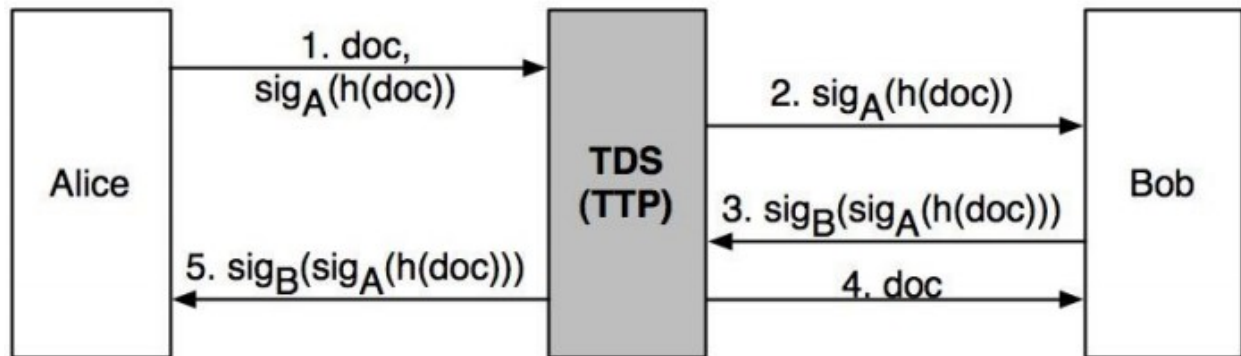 1. doc,
sigA(h(doc))
2. sigA(h(doc))
Alice
TDS
(TTP)
Bob
3. sigB(sigA(h(doc)))
5. sigB(sigA(h(doc)))
4. doc